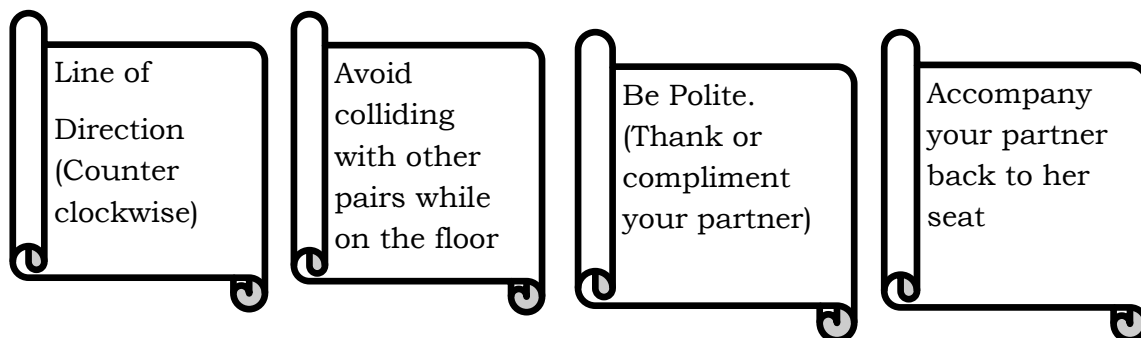 Line of
Direction
(Counter
clockwise)
Avoid
colliding
with other
pairs while
on the floor
Be Polite.
(Thank or
compliment
your partner)
Accompany
your partner
back to her
seat